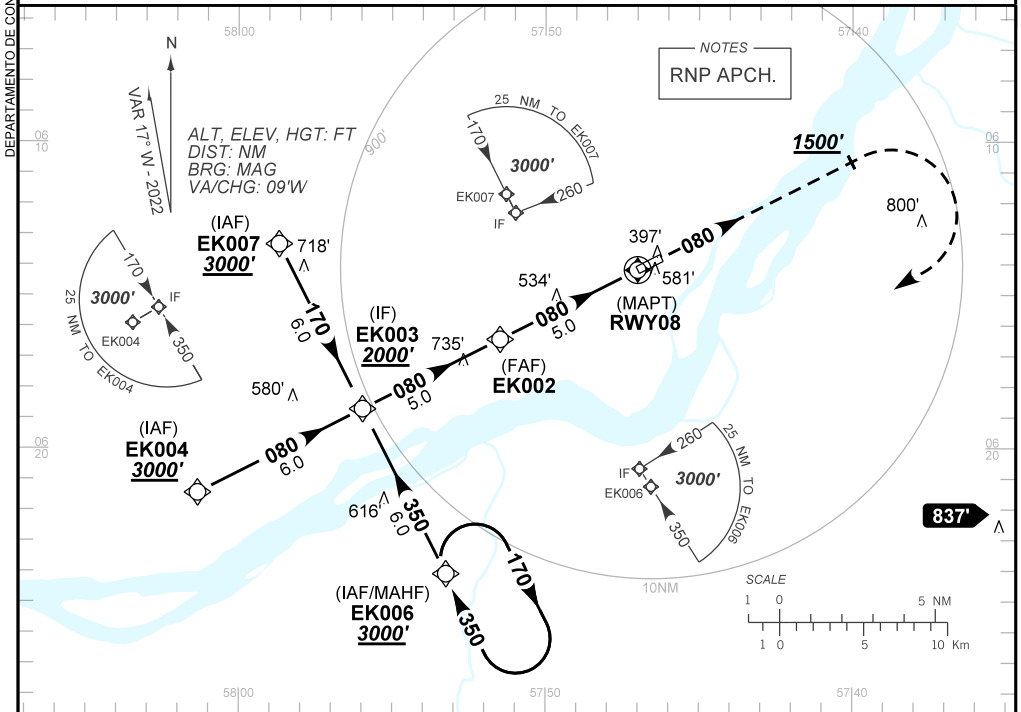 DEPARTAMENTO DE CON
58|00
57|50
57|40
N
VAR 17° W - 2022
ALT, ELEV, HGT: FT
DIST: NM
BRG: MAG
VA/CHG: 09'W
NOTES
RNP APCH.
06
10
06
10
900'
25 NM TO EK007
170
3000'
EK007
260
IF
1500'
800'
(IAF)
EK007
3000'
718'
170
6.0
25 NM TO EK004
170
3000'
IF
EK004
350
(IF)
EK003
2000'
735'
080
5.0
534'
080
5.0
397'
581'
080
(MAPT)
RWY08
(FAF)
EK002
580'
(IAF)
EK004
3000'
080
6.0
06
20
06
20
616'
350
6.0
260
25 NM TO EK006
IF
3000'
EK006
350
837'
(IAF/MAHF)
EK006
3000'
170
350
10NM
SCALE
1 0 5 NM
1 0 5 10 Km
58|00
57|50
57|40